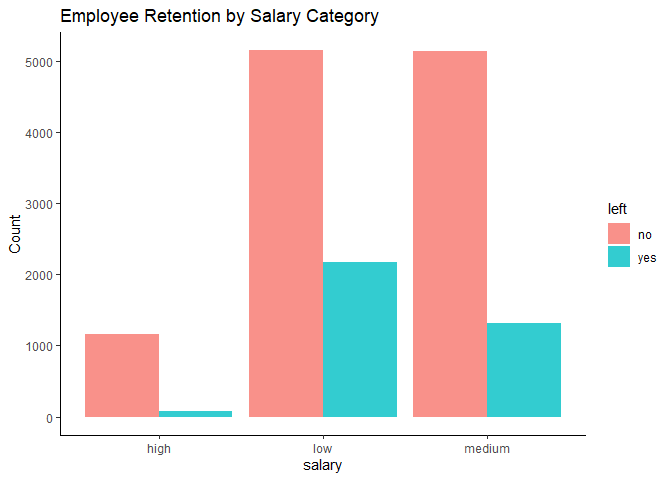 Employee Retention by Salary Category
Count
5000
4000
3000
2000
1000
0
high low medium
salary
left
no
yes